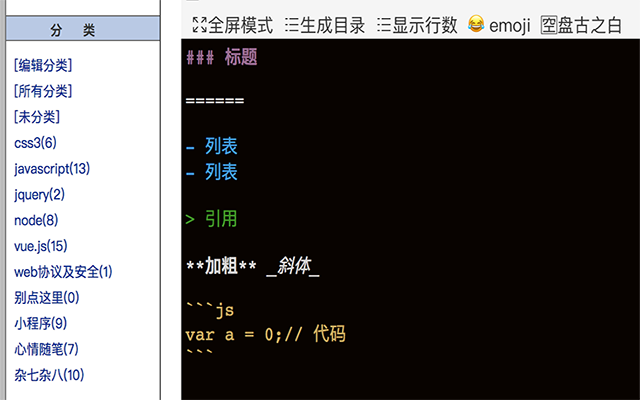 分 类
[编辑分类]
[所有分类]
[未分类]
css3(6)
javascript(13)
jquery(2)
node(8)
vue.js(15)
web协议及安全(1)
别点这里(0)
小程序(9)
心情随笔(7)
杂七杂八(10)
全屏模式 生成目录 显示行数 😂 emoji 空盘古之白
### 标题
======
- 列表
- 列表
> 引用
**加粗** _斜体_
```js
var a = 0;// 代码
```